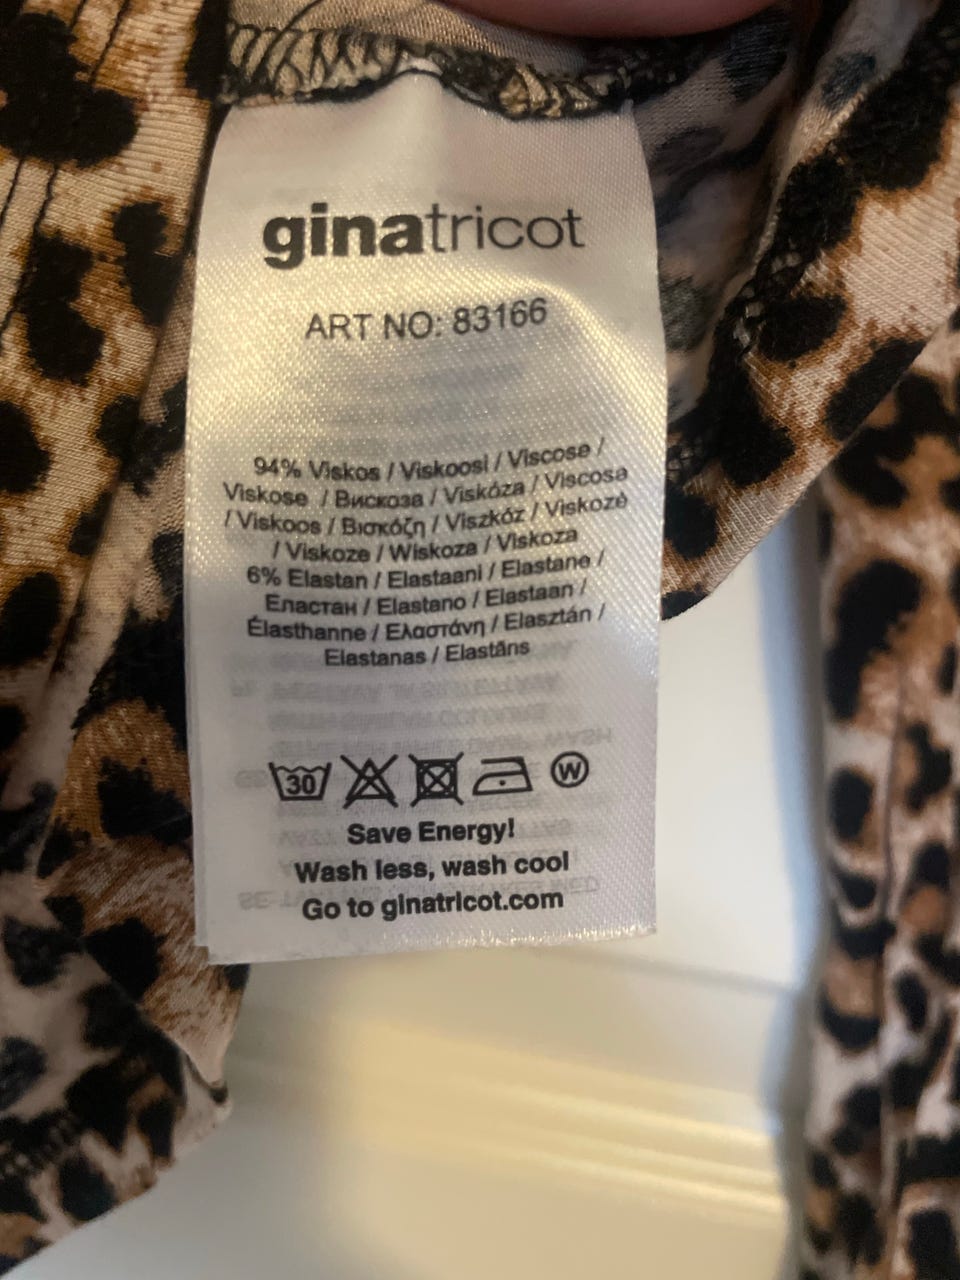 ginatricot
ART NO: 83166
94% Viskos / Viskoosi / Viscose /
Viskose / Вискоза / Viskóza / Viscosa
/ Viskoos / Βισκόζη / Viszkóz / Viskozė
/ Viskoze / Wiskoza / Viskoza
6% Elastan / Elastaani / Elastane /
Еластан / Elastano / Elastaan /
Élasthanne / Ελαστάνη / Elasztán /
Elastanas / Elastāns
30 W
Save Energy!
Wash less, wash cool
Go to ginatricot.com